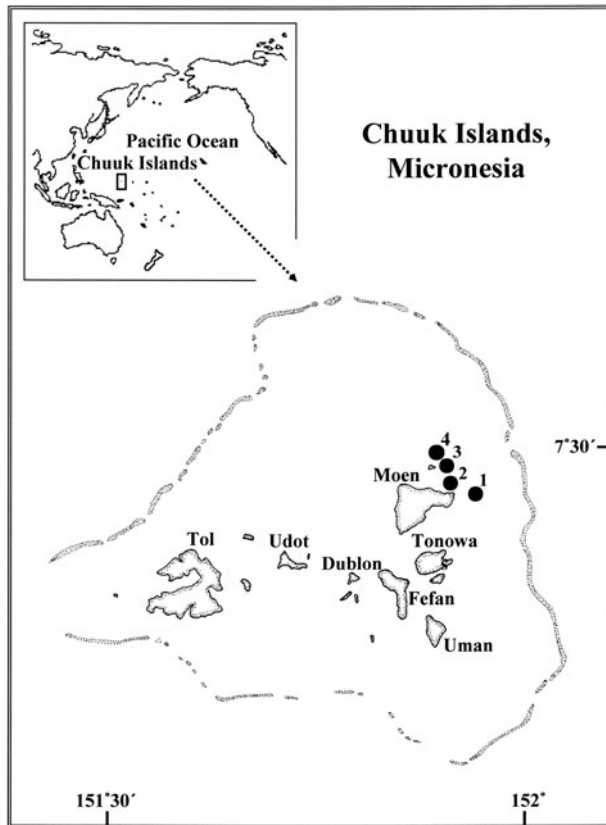 Pacific Ocean
Chuuk Islands
Chuuk Islands,
Micronesia
4
3
7°30'
2
1
Moen
Tol
Udot
Tonowa
Dublon
Fefan
Uman
151°30'
152°